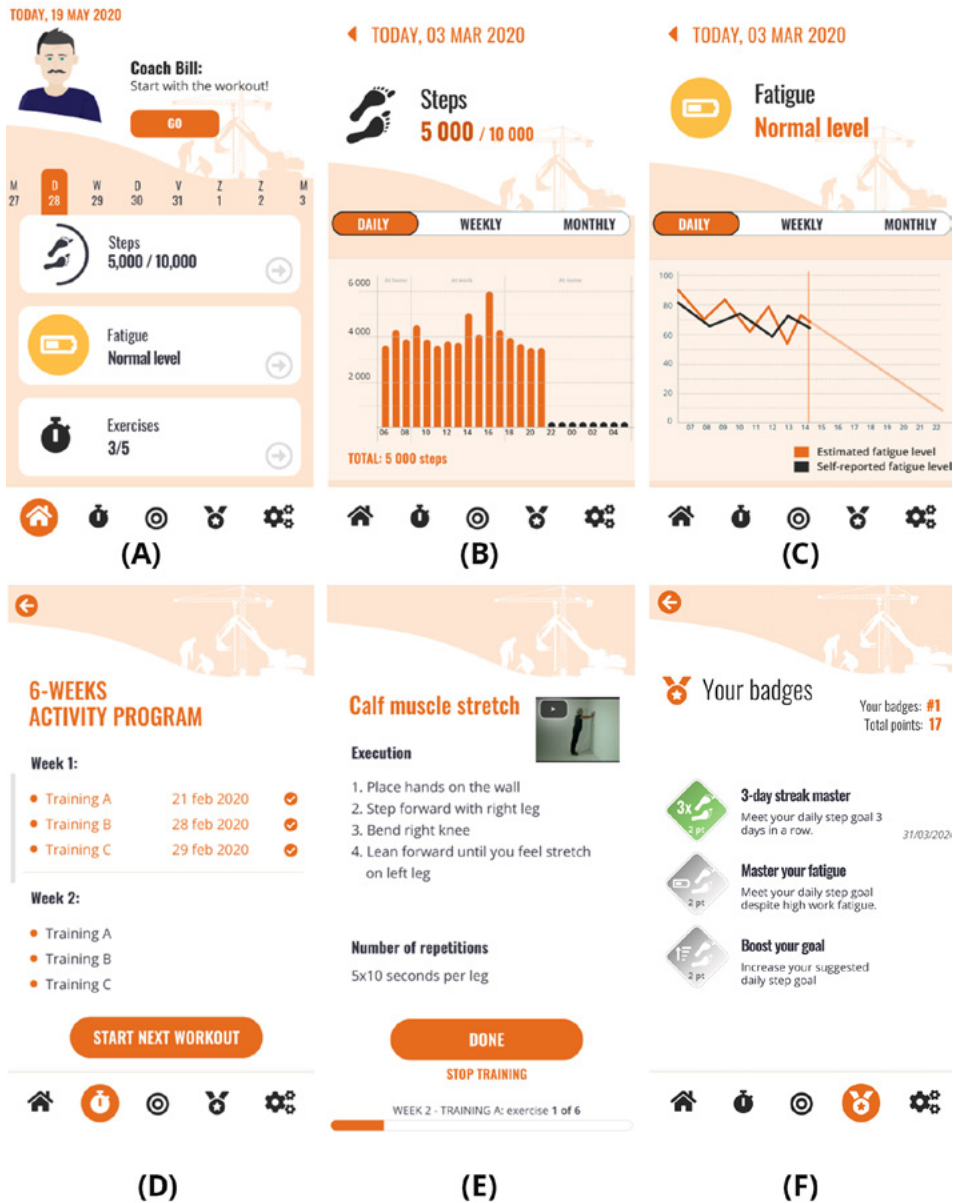 TODAY, 19 MAY 2020
Coach Bill:
Start with the workout!
GO
M D W D V Z Z M
27 28 29 30 31 1 2 3
Steps
5,000 / 10,000
Fatigue
Normal level
Exercises
3/5
(A)
TODAY, 03 MAR 2020
Steps
5 000 / 10 000
DAILY WEEKLY MONTHLY
At home At work At home
6 000
4 000
2 000
06 08 10 12 14 16 18 20 22 00 02 04
TOTAL: 5 000 steps
(B)
TODAY, 03 MAR 2020
Fatigue
Normal level
DAILY WEEKLY MONTHLY
100
80
60
40
20
0
07 08 09 10 11 12 13 14 15 16 17 18 19 20 21 22
Estimated fatigue level
Self-reported fatigue level
(C)
6-WEEKS
ACTIVITY PROGRAM
Week 1:
Training A 21 feb 2020
Training B 28 feb 2020
Training C 29 feb 2020
Week 2:
Training A
Training B
Training C
START NEXT WORKOUT
(D)
Calf muscle stretch
Execution
1. Place hands on the wall
2. Step forward with right leg
3. Bend right knee
4. Lean forward until you feel stretch
on left leg
Number of repetitions
5x10 seconds per leg
DONE
STOP TRAINING
WEEK 2 - TRAINING A: exercise 1 of 6
(E)
Your badges
Your badges: #1
Total points: 17
3x
2 pt
3-day streak master
Meet your daily step goal 3
days in a row.
31/03/202
2 pt
Master your fatigue
Meet your daily step goal
despite high work fatigue.
2 pt
Boost your goal
Increase your suggested
daily step goal
(F)